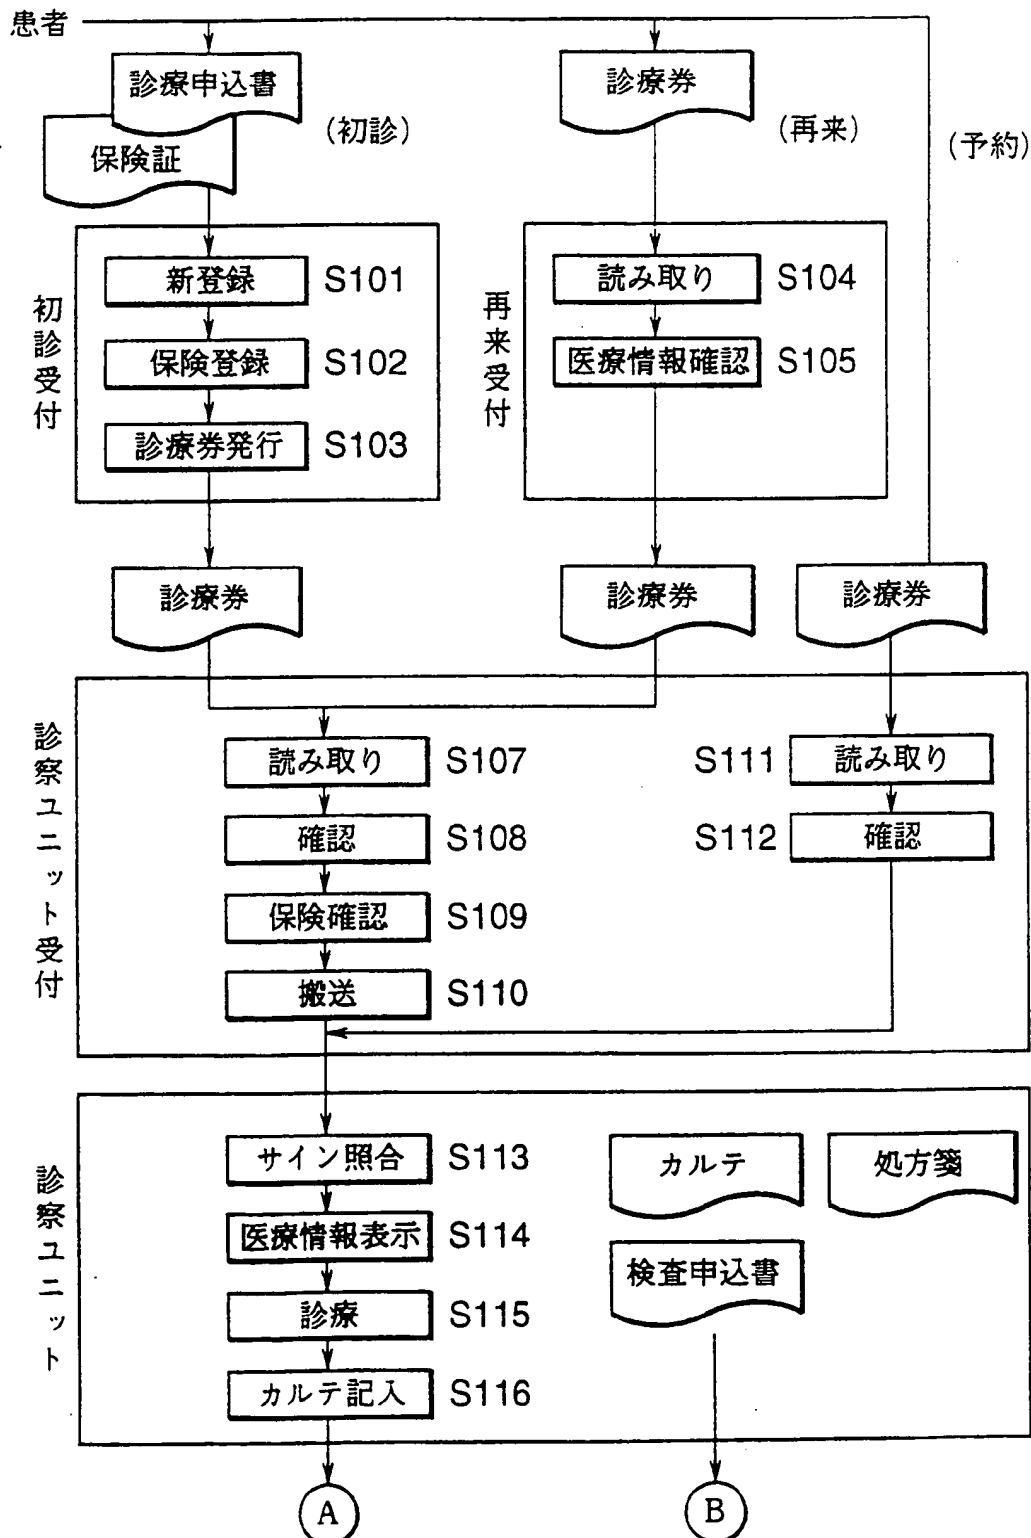 患者
診療申込書
保険証
(初診)
診療券
(再来)
(予約)
初診受付
新登録 S101
保険登録 S102
診療券発行 S103
再来受付
読み取り S104
医療情報確認 S105
診療券
診療券
診療券
診察ユニット受付
読み取り S107
確認 S108
保険確認 S109
搬送 S110
S111 読み取り
S112 確認
診察ユニット
サイン照合 S113
医療情報表示 S114
診療 S115
カルテ記入 S116
カルテ
処方箋
検査申込書
A
B